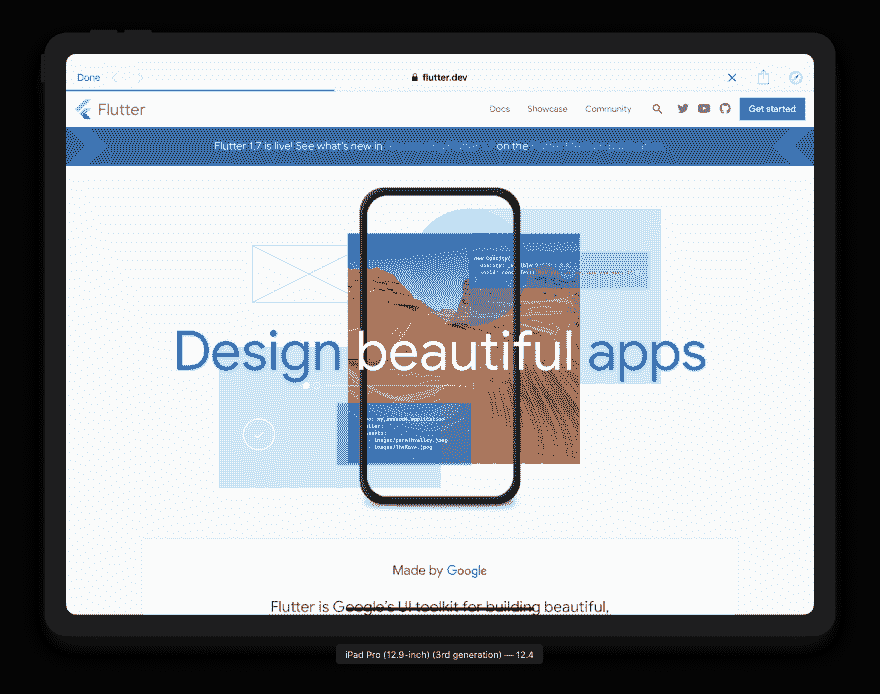 Done flutter.dev
Flutter Docs Showcase Community Get started
Flutter 1.7 is live! See what's new in on the
Design beautiful apps
Made by Google
Flutter is Google's UI toolkit for building beautiful,
iPad Pro (12.9-inch) (3rd generation) — 12.4